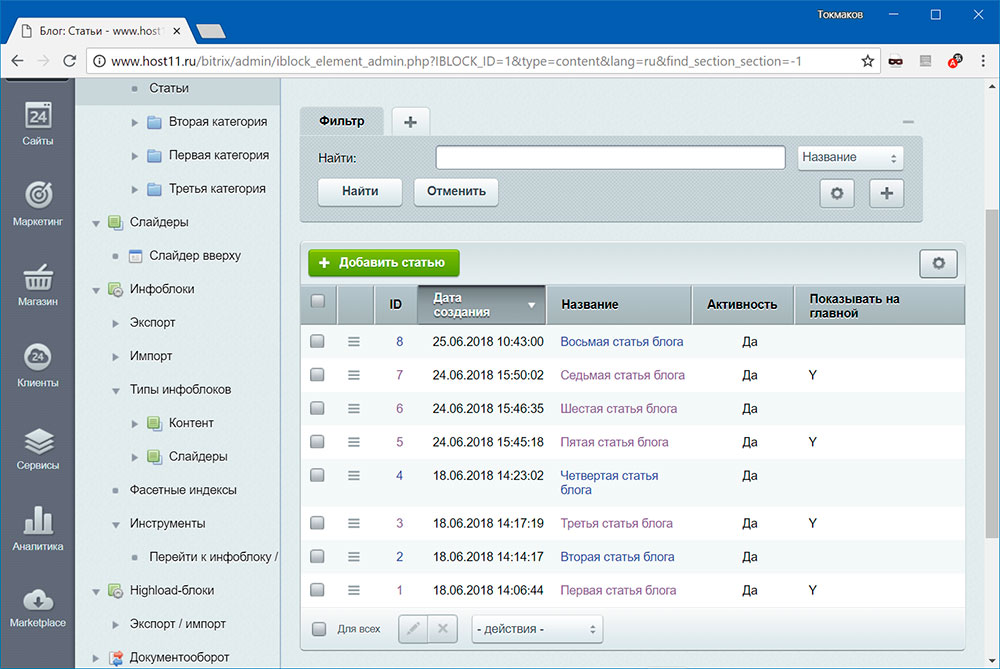 Токмаков
Блог: Статьи - www.host1
www.host11.ru/bitrix/admin/iblock_element_admin.php?IBLOCK_ID=1&type=content&lang=ru&find_section_section=-1
24
Сайты
Маркетинг
Магазин
24
Клиенты
Сервисы
Аналитика
Marketplace
Статьи
Вторая категория
Первая категория
Третья категория
Слайдеры
Слайдер вверху
Инфоблоки
Экспорт
Импорт
Типы инфоблоков
Контент
Слайдеры
Фасетные индексы
Инструменты
Перейти к инфоблоку /
Highload-блоки
Экспорт / импорт
Документооборот
Фильтр
Найти:
Название
Найти Отменить
Добавить статью
ID Дата создания Название Активность Показывать на главной
8 25.06.2018 10:43:00 Восьмая статья блога Да
7 24.06.2018 15:50:02 Седьмая статья блога Да Y
6 24.06.2018 15:46:35 Шестая статья блога Да
5 24.06.2018 15:45:18 Пятая статья блога Да Y
4 18.06.2018 14:23:02 Четвертая статья блога Да
3 18.06.2018 14:17:19 Третья статья блога Да Y
2 18.06.2018 14:14:17 Вторая статья блога Да
1 18.06.2018 14:06:44 Первая статья блога Да Y
Для всех - действия -